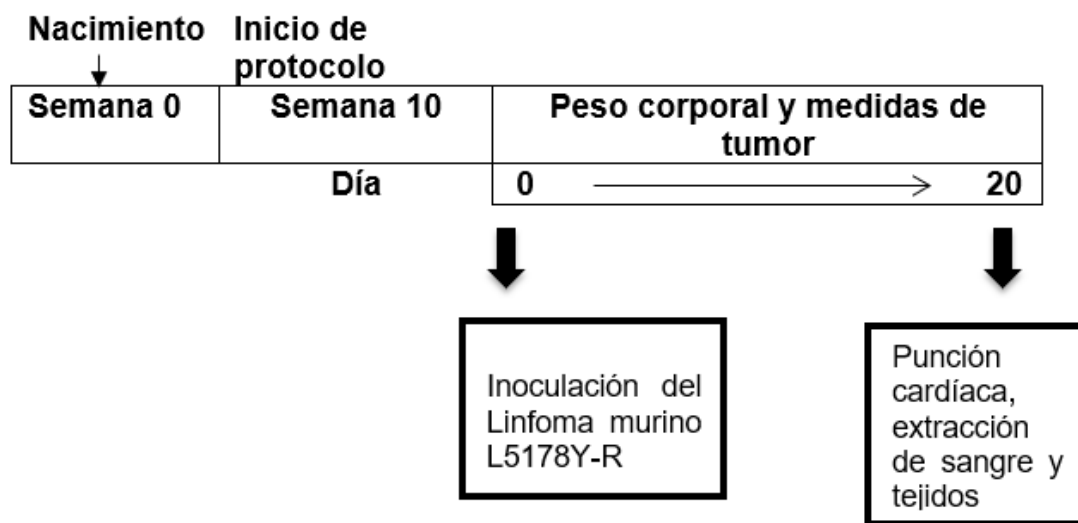 Nacimiento
Inicio de
protocolo
Semana 0
Semana 10
Peso corporal y medidas de
tumor
Día
0
20
Inoculación del
Linfoma murino
L5178Y-R
Punción
cardíaca,
extracción
de sangre y
tejidos